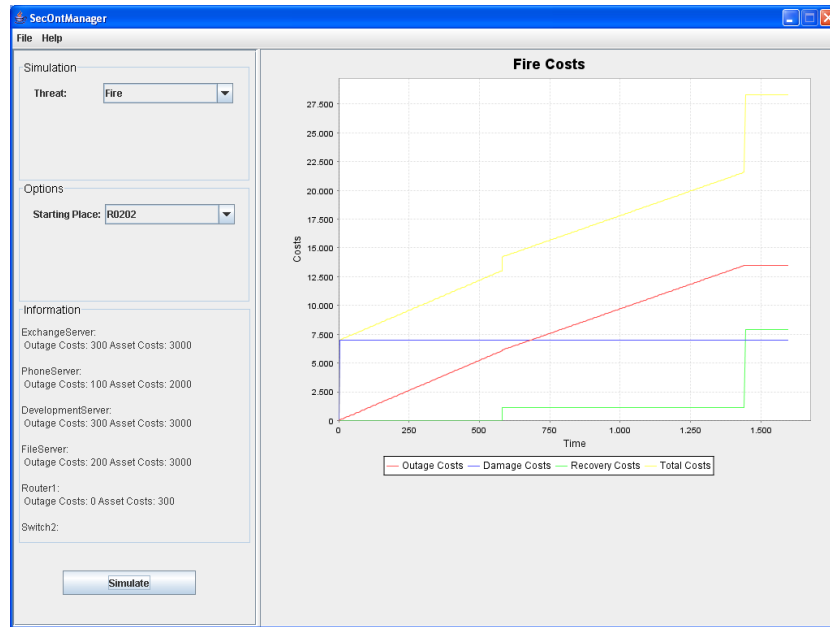 SecOntManager
File Help
Simulation
Threat: Fire
Options
Starting Place: R0202
Information
ExchangeServer:
Outage Costs: 300 Asset Costs: 3000
PhoneServer:
Outage Costs: 100 Asset Costs: 2000
DevelopmentServer:
Outage Costs: 300 Asset Costs: 3000
FileServer:
Outage Costs: 200 Asset Costs: 3000
Router1:
Outage Costs: 0 Asset Costs: 300
Switch2:
Simulate
Fire Costs
Costs
27.500
25.000
22.500
20.000
17.500
15.000
12.500
10.000
7.500
5.000
2.500
0
0 250 500 750 1.000 1.250 1.500
Time
Outage Costs Damage Costs Recovery Costs Total Costs